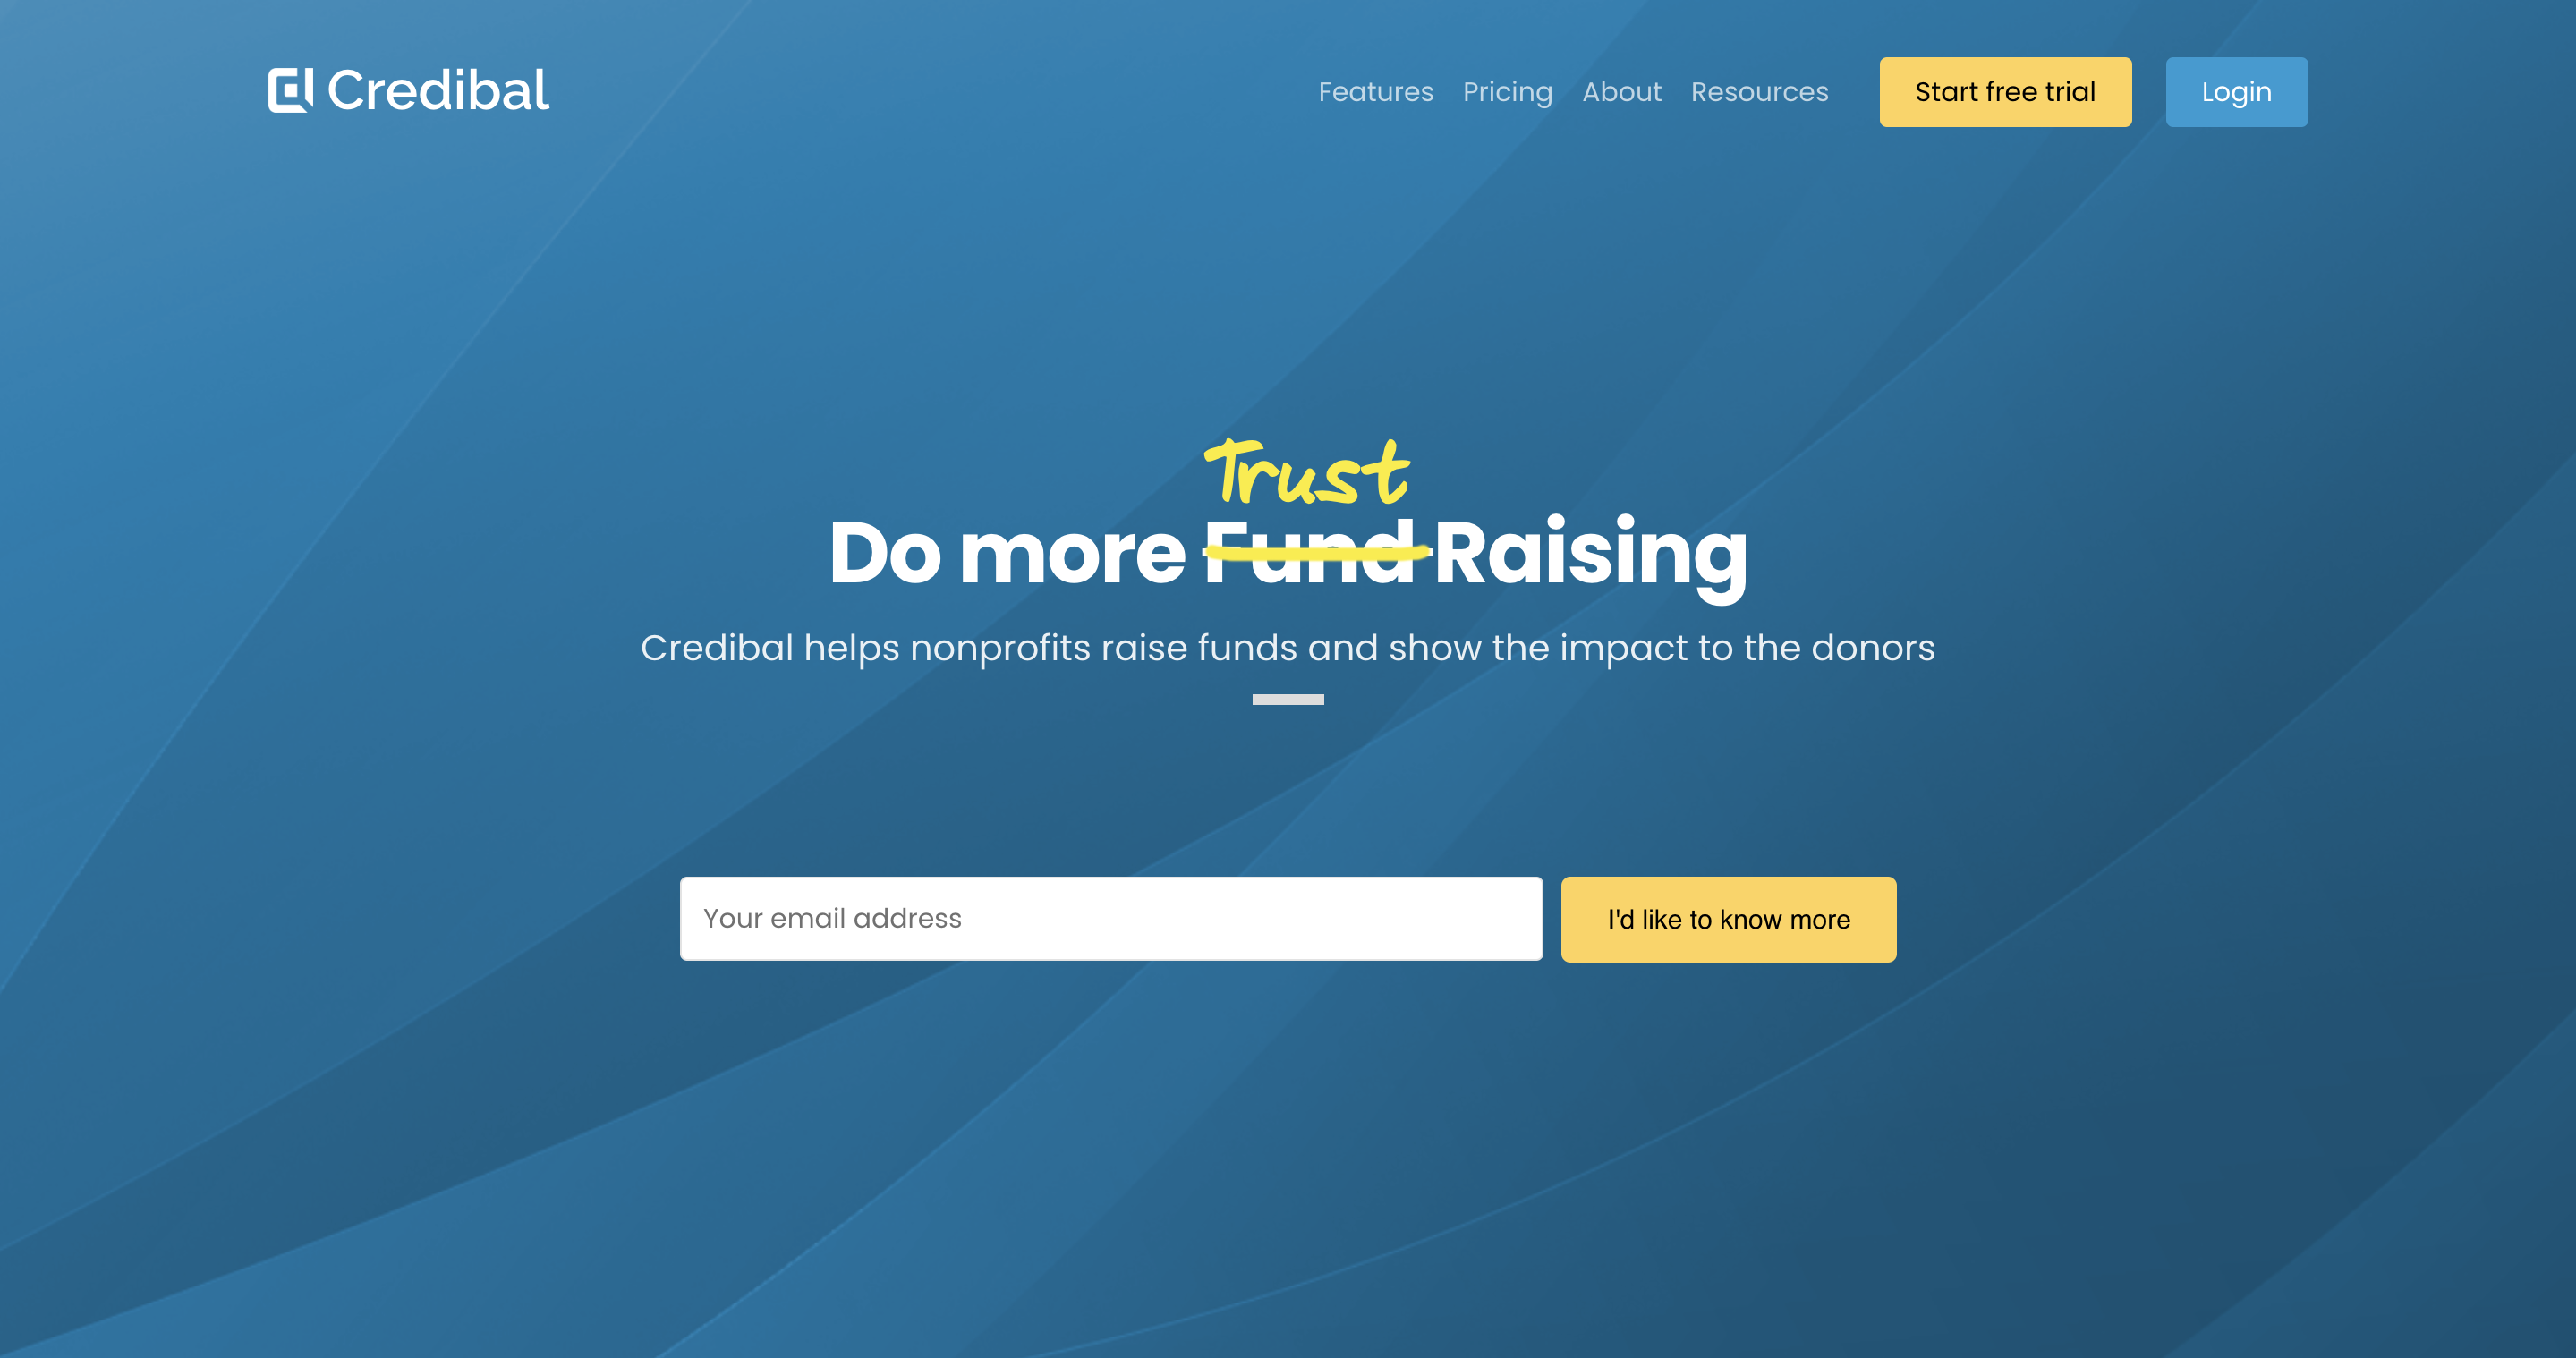 Credibal
Features Pricing About Resources Start free trial Login
Trust
Do more Fund Raising
Credibal helps nonprofits raise funds and show the impact to the donors
Your email address I'd like to know more